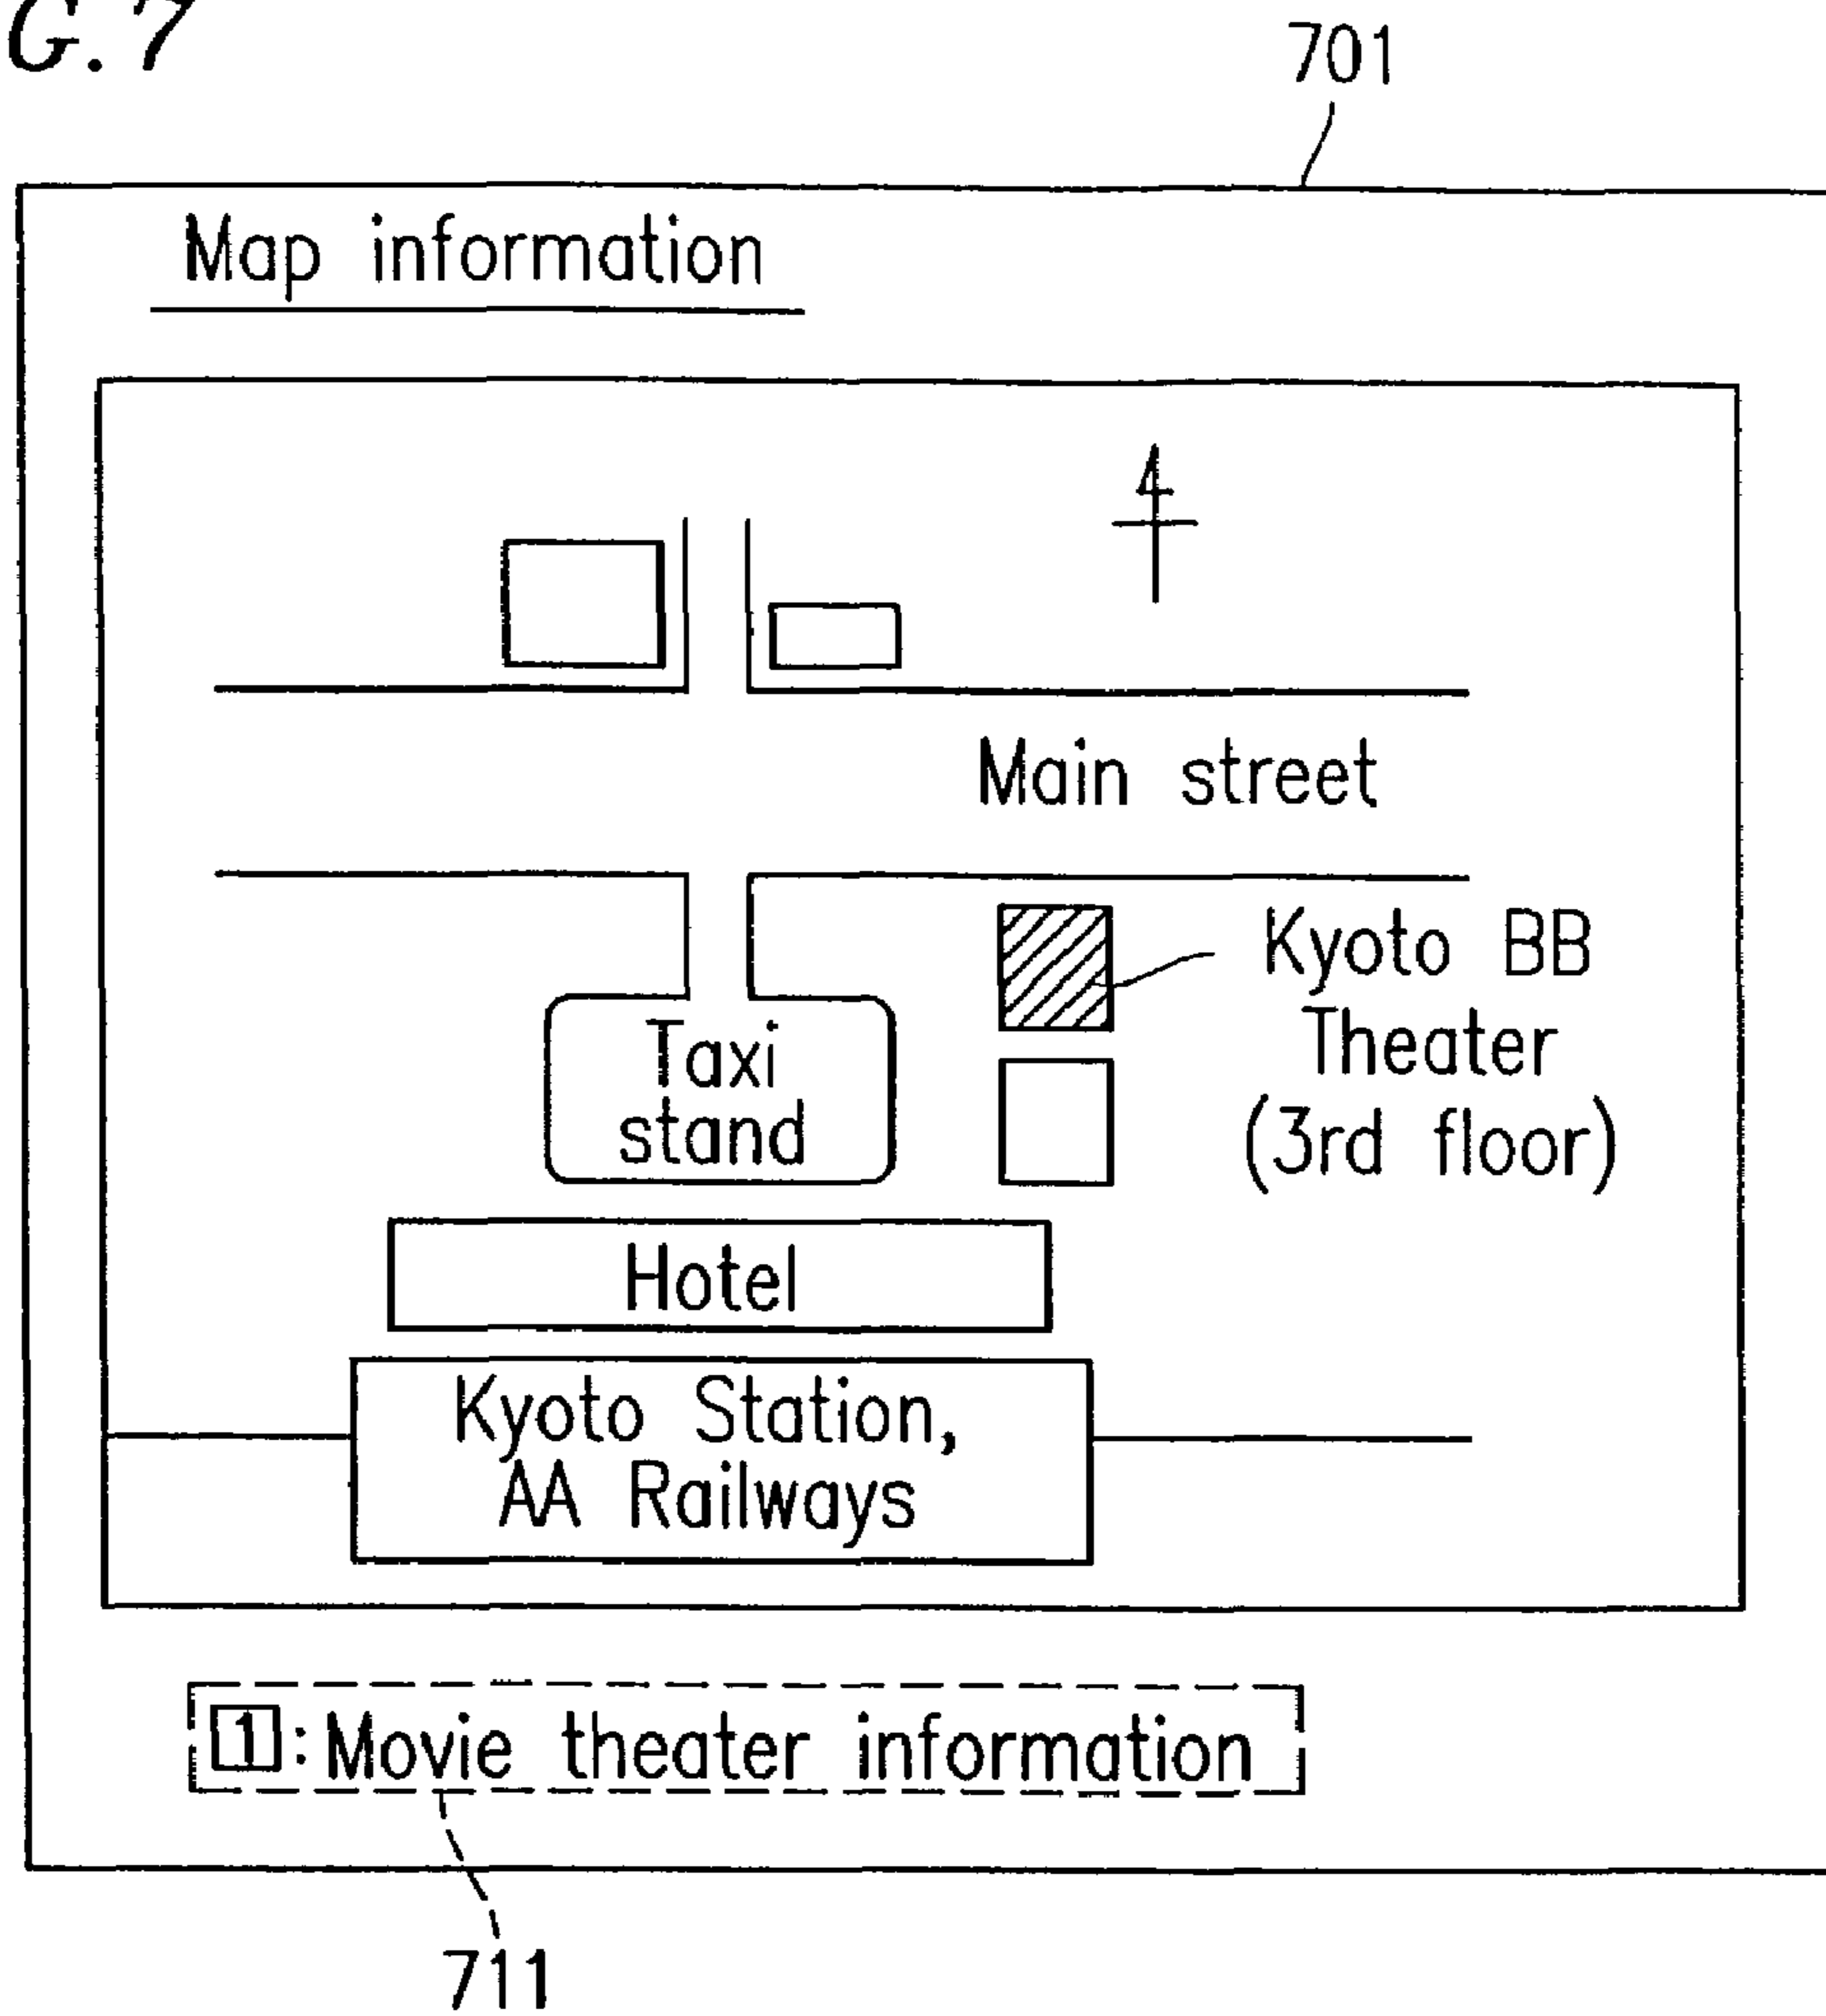 G. 7
701
Map information
Main street
Kyoto BB
Theater
(3rd floor)
Taxi
stand
Hotel
Kyoto Station,
AA Railways
1:Movie theater information
711